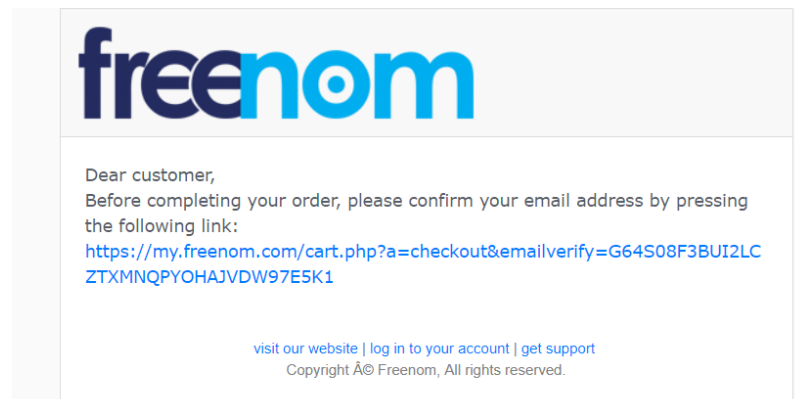 freenom
Dear customer,
Before completing your order, please confirm your email address by pressing
the following link:
https://my.freenom.com/cart.php?a=checkout&emailverify=G64S08F3BUI2LC
ZTXMNQPYOHAJVDW97E5K1
visit our website | log in to your account | get support
Copyright Â© Freenom, All rights reserved.